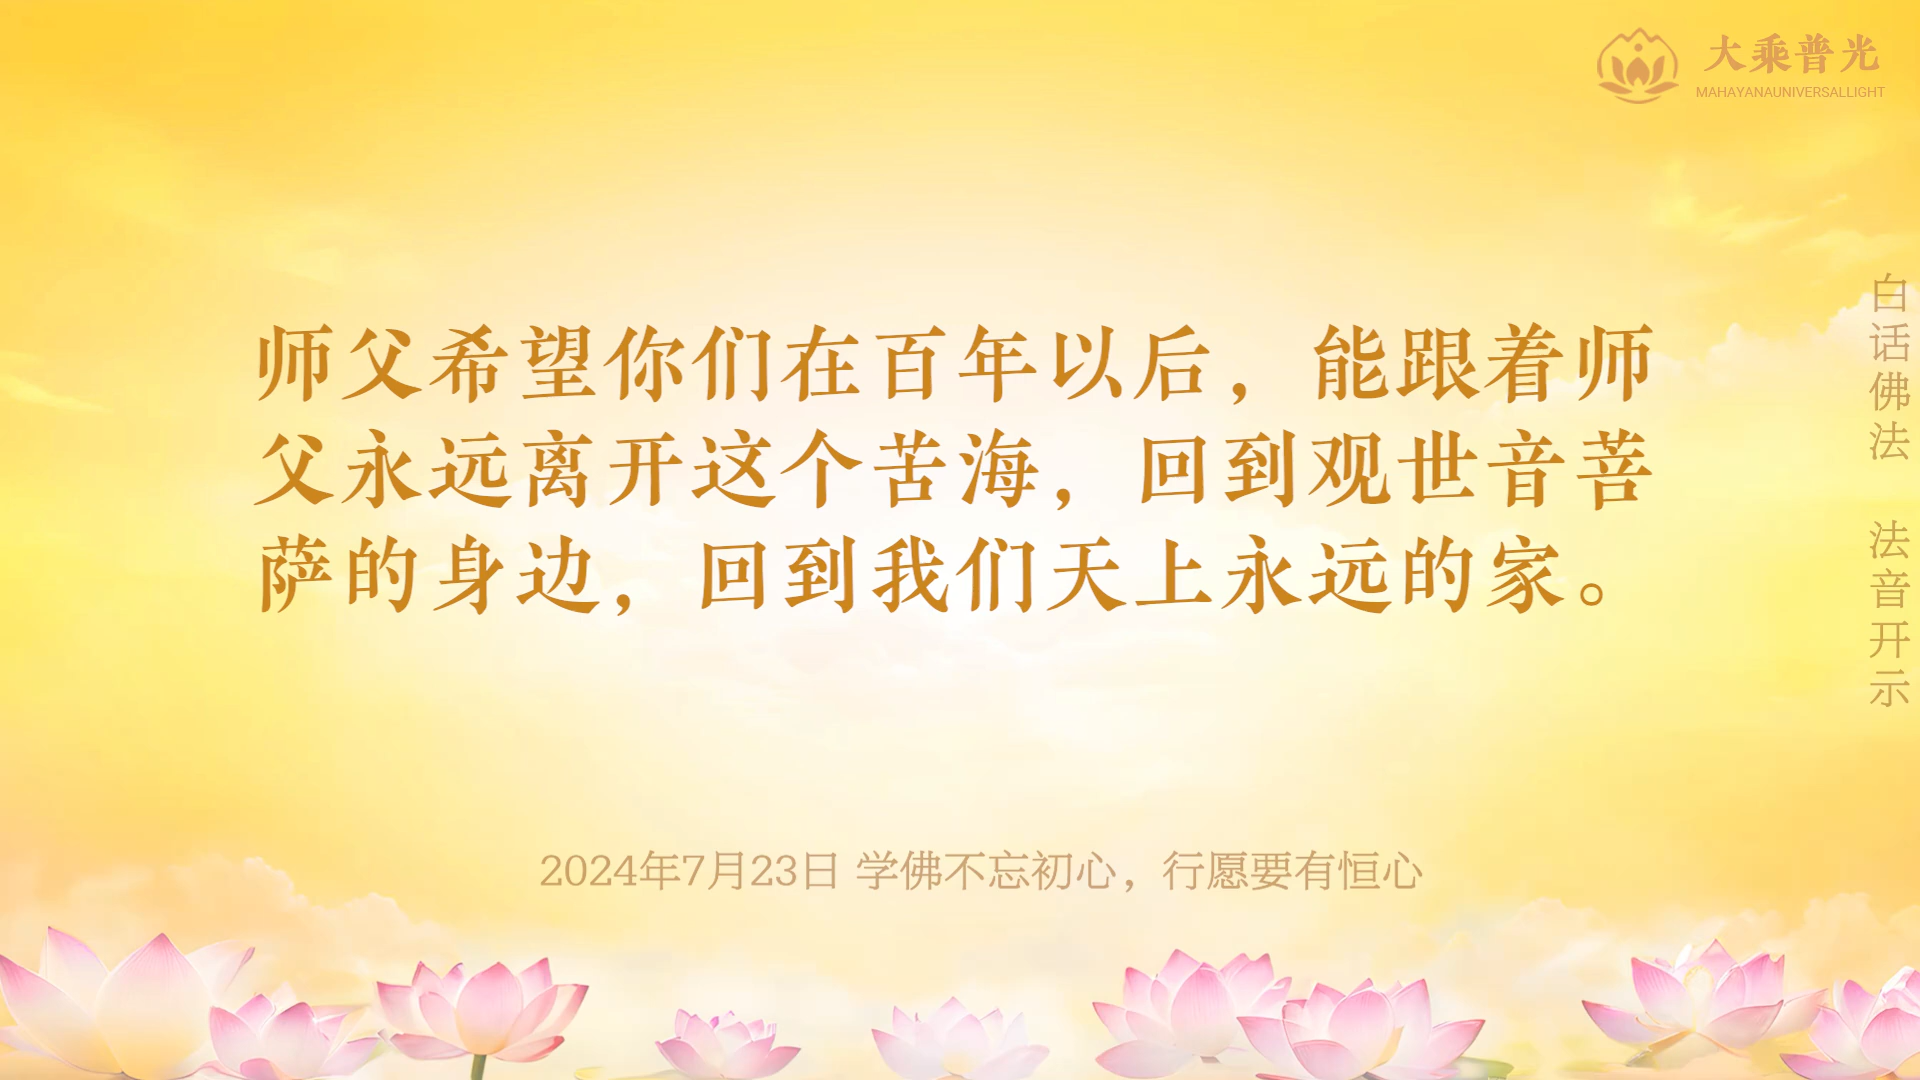 大乘普光
MAHAYANAUNIVERSALLIGHT
师父希望你们在百年以后，能跟着师
父永远离开这个苦海，回到观世音菩
萨的身边，回到我们天上永远的家。
白话佛法 法音开示
2024年7月23日 学佛不忘初心，行愿要有恒心